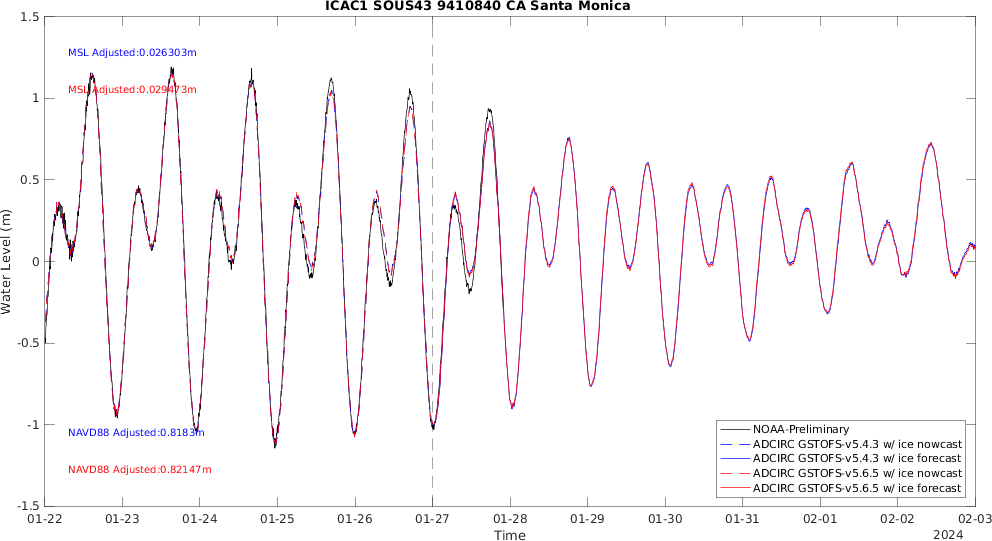 ICAC1 SOUS43 9410840 CA Santa Monica
1.5
MSL Adjusted:0.026303m
MSL Adjusted:0.029473m
1
0.5
0
-0.5
-1
-1.5
Water Level (m)
NAVD88 Adjusted:0.8183m
NAVD88 Adjusted:0.82147m
NOAA-Preliminary
ADCIRC GSTOFS-v5.4.3 w/ ice nowcast
ADCIRC GSTOFS-v5.4.3 w/ ice forecast
ADCIRC GSTOFS-v5.6.5 w/ ice nowcast
ADCIRC GSTOFS-v5.6.5 w/ ice forecast
01-22 01-23 01-24 01-25 01-26 01-27 01-28 01-29 01-30 01-31 02-01 02-02 02-03
Time
2024